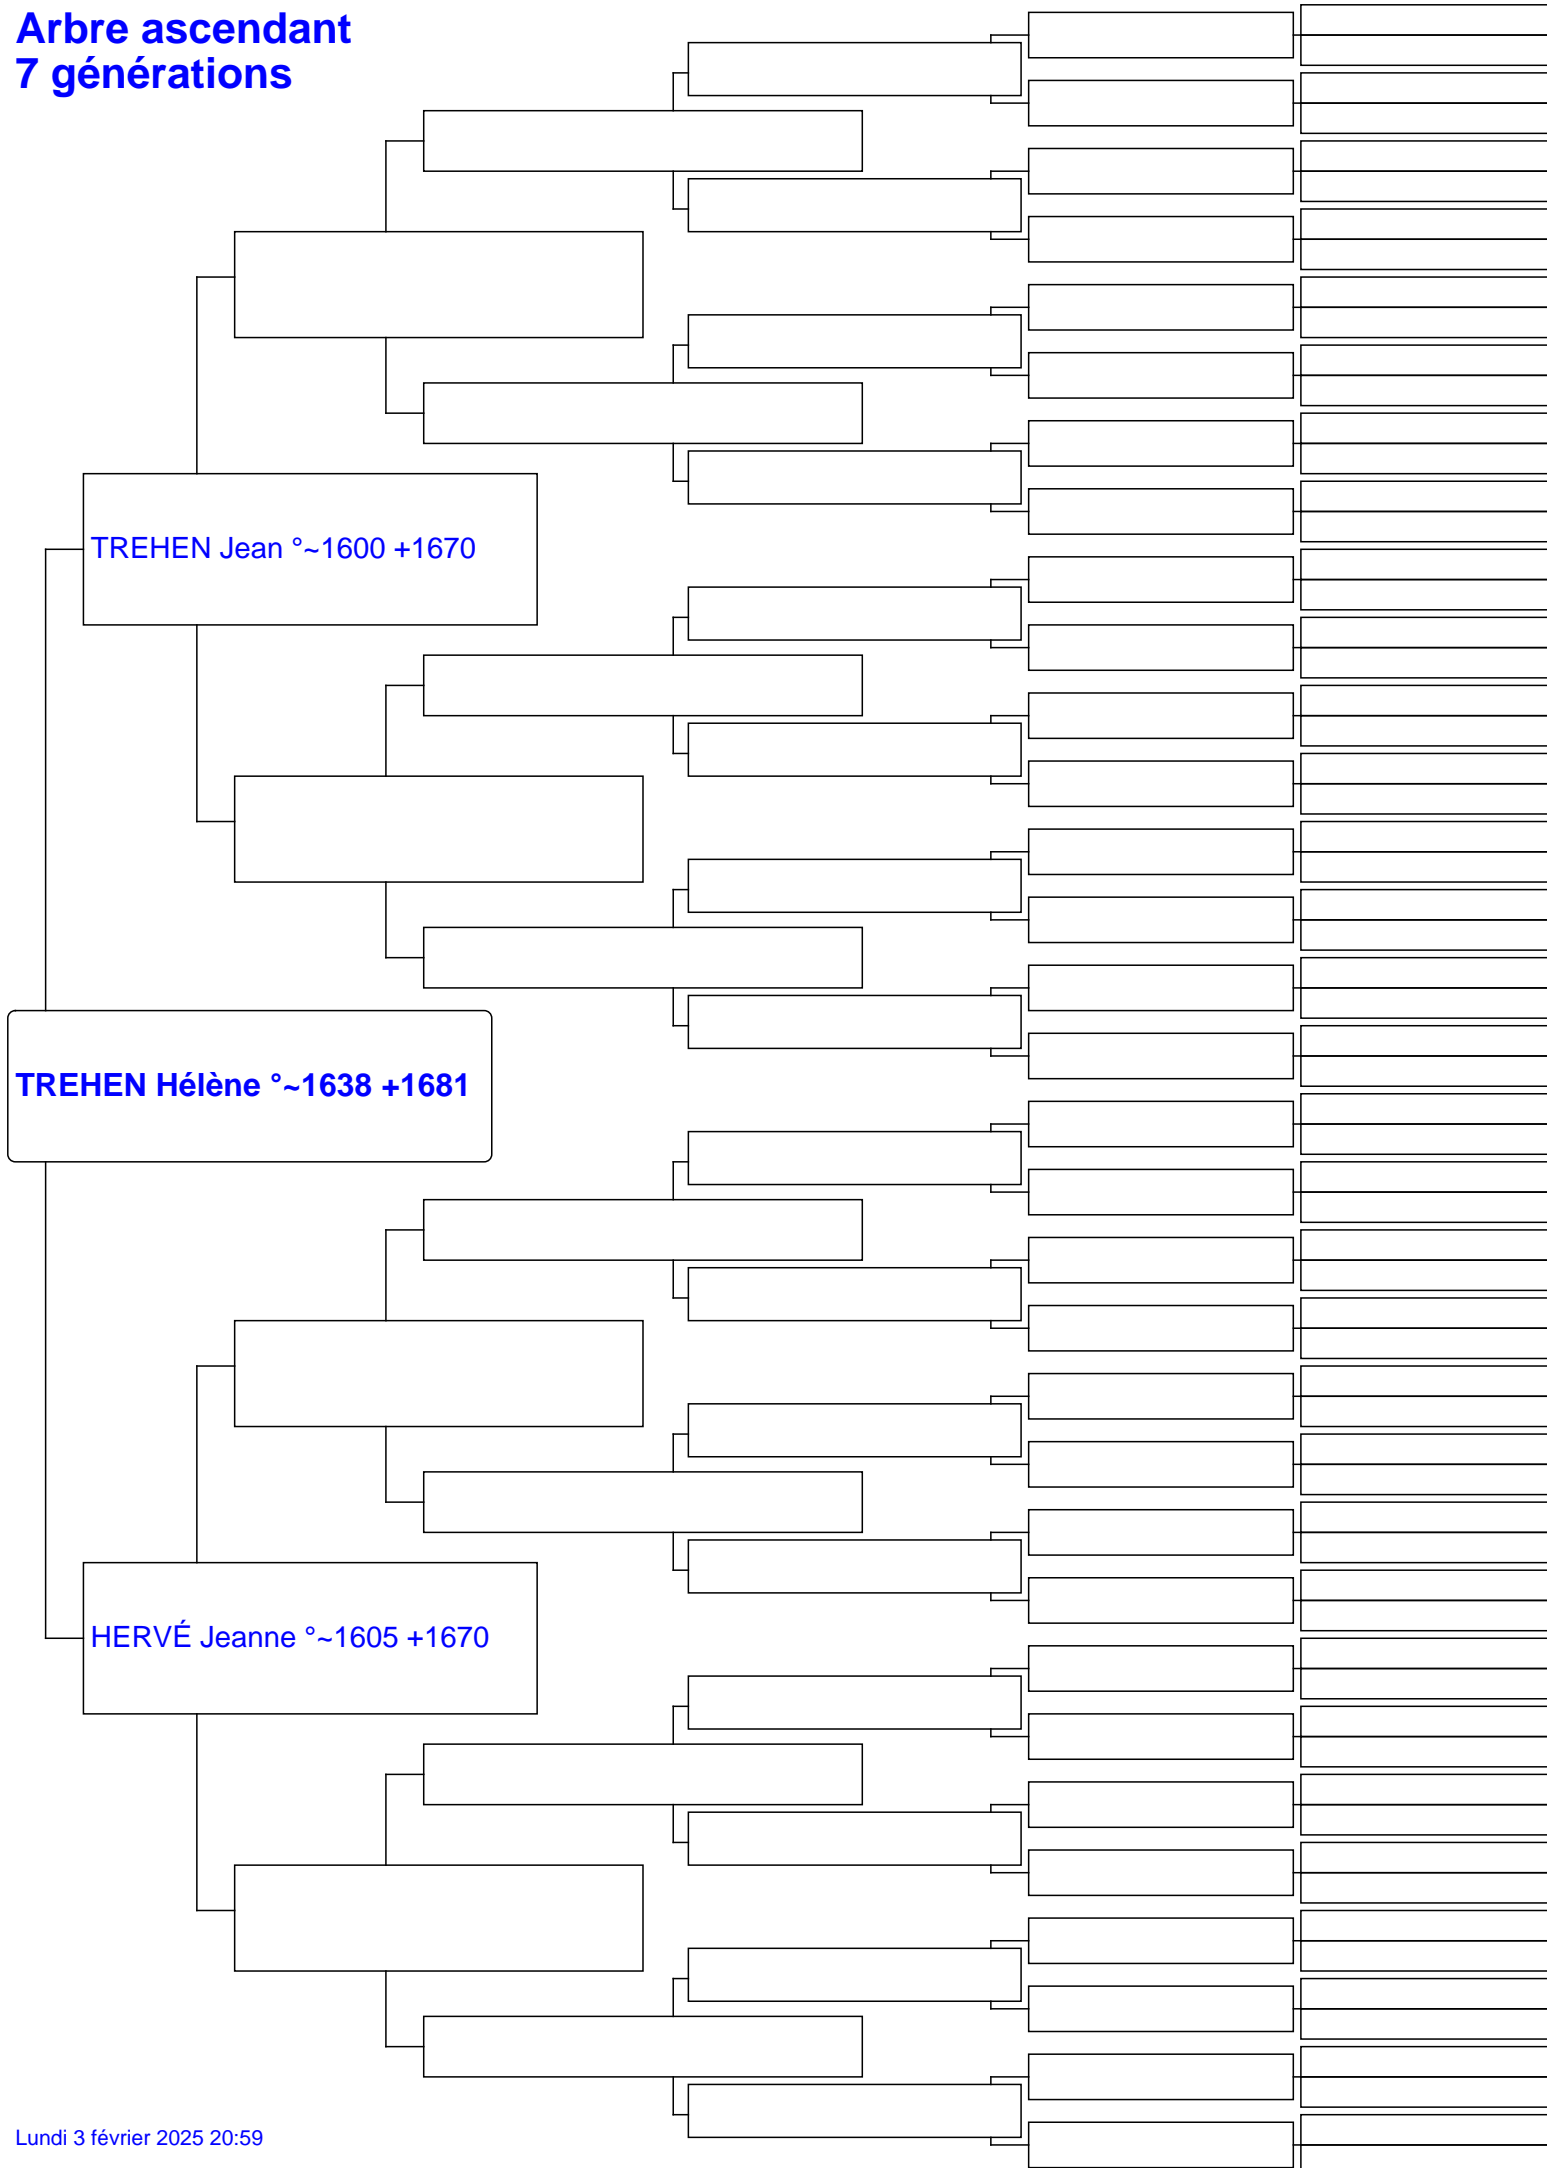 Arbre ascendant
7 générations
TREHEN Jean °~1600 +1670
TREHEN Hélène °~1638 +1681
HERVÉ Jeanne °~1605 +1670
Lundi 3 février 2025 20:59